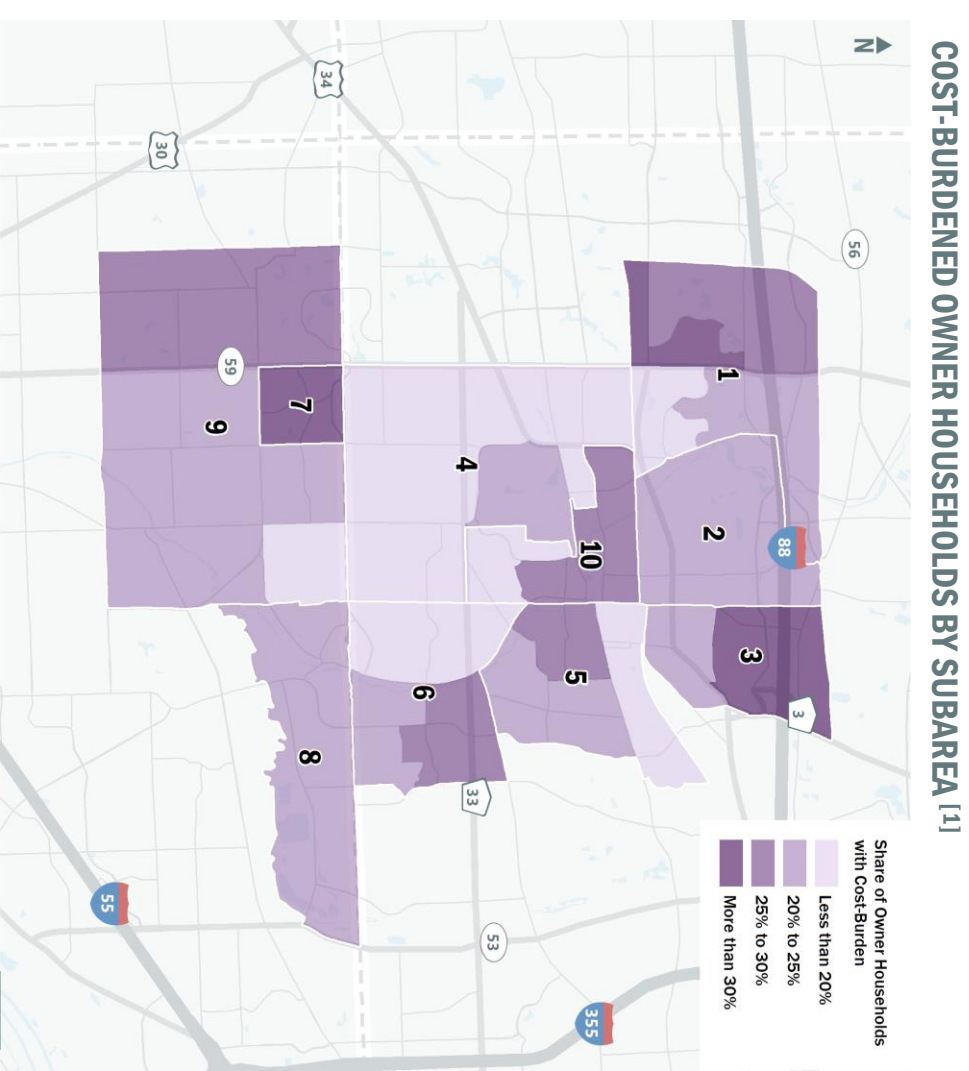 COST-BURDENED OWNER HOUSEHOLDS BY SUBAREA [1]
N
Share of Owner Households
with Cost-Burden
Less than 20%
20% to 25%
25% to 30%
More than 30%
56
88
3
1
2
3
10
5
4
6
7
9
8
34
30
59
33
53
355
55